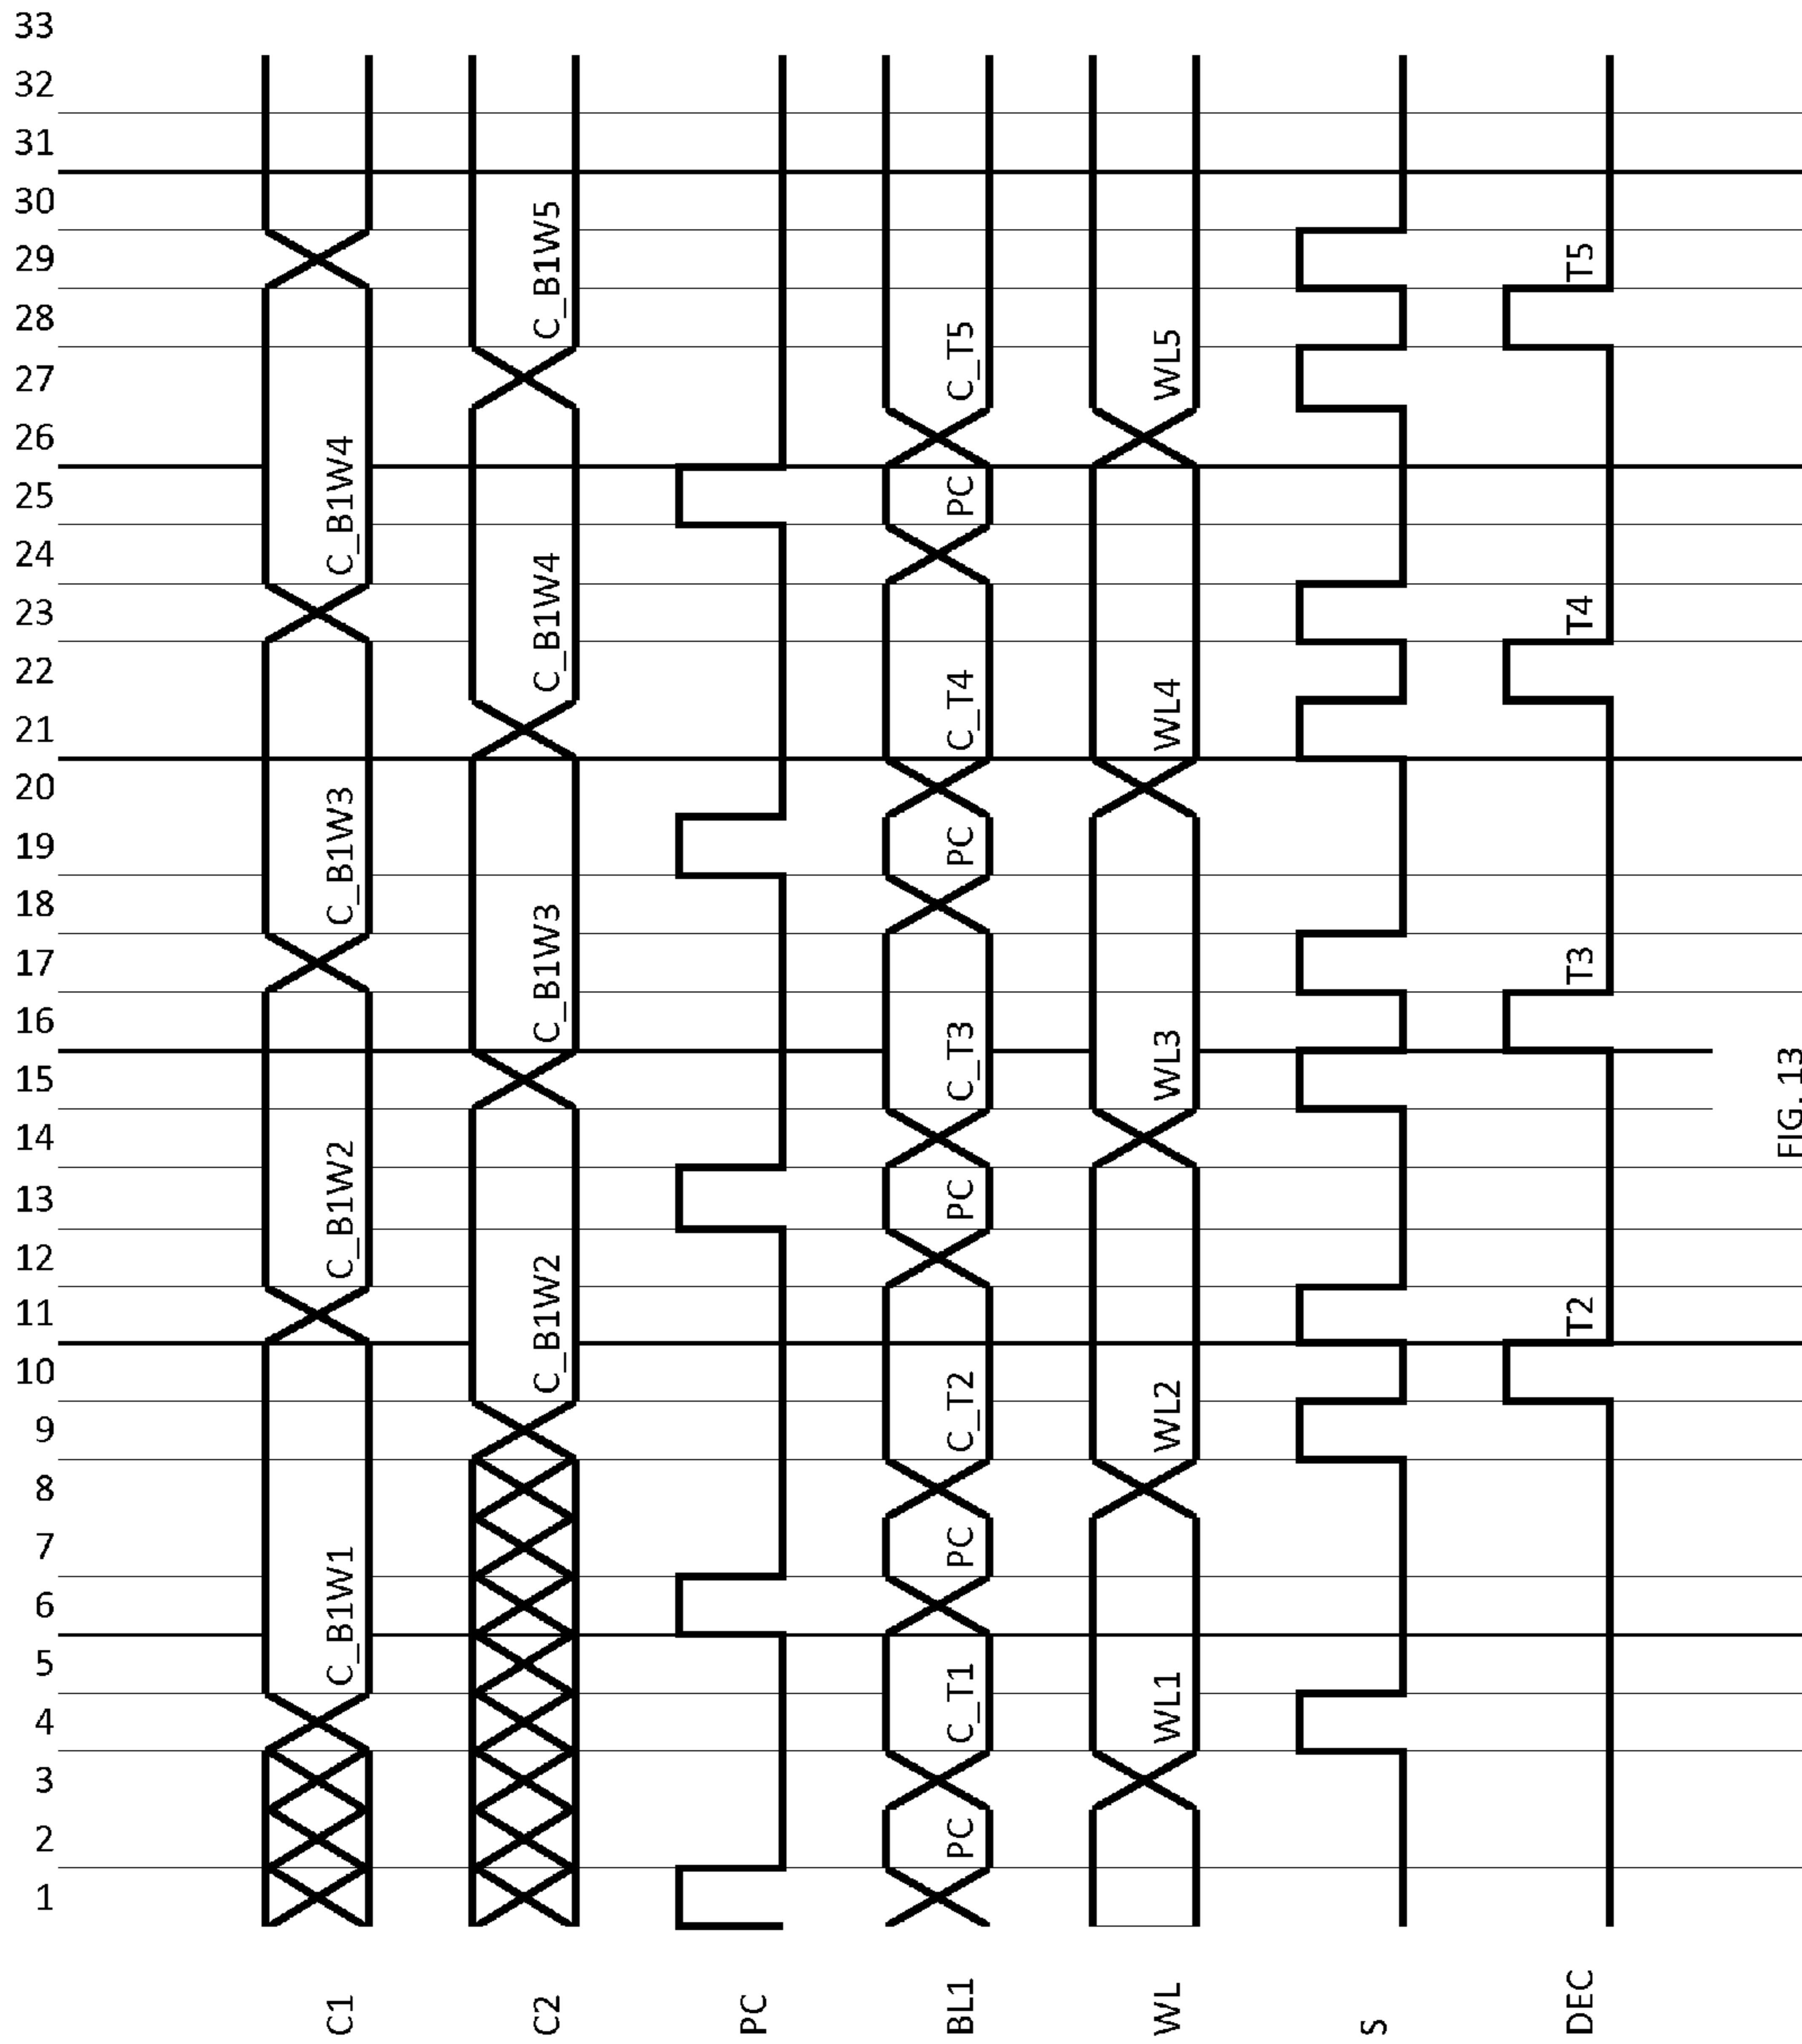 1 2 3 4 5 6 7 8 9 10 11 12 13 14 15 16 17 18 19 20 21 22 23 24 25 26 27 28 29 30 31 32 33
C1 C_B1W1 C_B1W2 C_B1W3 C_B1W4
C2 C_B1W2 C_B1W3 C_B1W4 C_B1W5
PC
BL1 PC C_T1 PC C_T2 PC C_T3 PC C_T4 PC C_T5
WL WL1 WL2 WL3 WL4 WL5
S
DEC T2 T3 T4 T5
FIG. 13